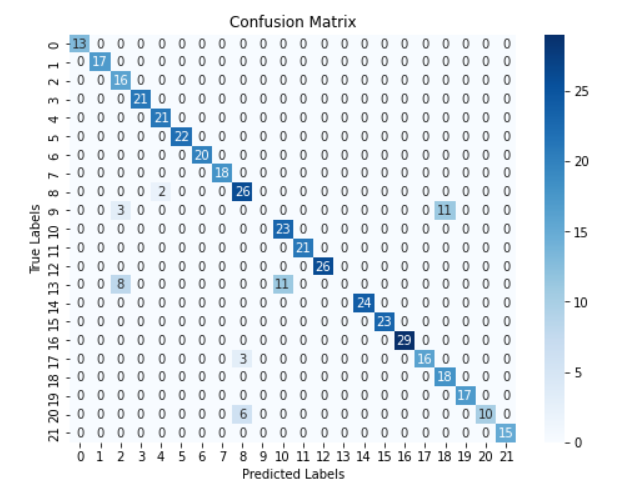 Confusion Matrix
0 13 0 0 0 0 0 0 0 0 0 0 0 0 0 0 0 0 0 0 0 0 0
1 0 17 0 0 0 0 0 0 0 0 0 0 0 0 0 0 0 0 0 0 0 0
2 0 0 16 0 0 0 0 0 0 0 0 0 0 0 0 0 0 0 0 0 0 0
3 0 0 0 21 0 0 0 0 0 0 0 0 0 0 0 0 0 0 0 0 0 0
4 0 0 0 0 21 0 0 0 0 0 0 0 0 0 0 0 0 0 0 0 0 0
5 0 0 0 0 0 22 0 0 0 0 0 0 0 0 0 0 0 0 0 0 0 0
6 0 0 0 0 0 0 20 0 0 0 0 0 0 0 0 0 0 0 0 0 0 0
7 0 0 0 0 0 0 0 18 0 0 0 0 0 0 0 0 0 0 0 0 0 0
8 0 0 0 0 2 0 0 0 26 0 0 0 0 0 0 0 0 0 0 0 0 0
9 0 0 3 0 0 0 0 0 0 0 0 0 0 0 0 0 0 0 11 0 0 0
10 0 0 0 0 0 0 0 0 0 0 23 0 0 0 0 0 0 0 0 0 0 0
11 0 0 0 0 0 0 0 0 0 0 0 21 0 0 0 0 0 0 0 0 0 0
12 0 0 0 0 0 0 0 0 0 0 0 0 26 0 0 0 0 0 0 0 0 0
13 0 0 8 0 0 0 0 0 0 0 11 0 0 0 0 0 0 0 0 0 0 0
14 0 0 0 0 0 0 0 0 0 0 0 0 0 0 24 0 0 0 0 0 0 0
15 0 0 0 0 0 0 0 0 0 0 0 0 0 0 0 23 0 0 0 0 0 0
16 0 0 0 0 0 0 0 0 0 0 0 0 0 0 0 0 29 0 0 0 0 0
17 0 0 0 0 0 0 0 0 3 0 0 0 0 0 0 0 0 16 0 0 0 0
18 0 0 0 0 0 0 0 0 0 0 0 0 0 0 0 0 0 0 18 0 0 0
19 0 0 0 0 0 0 0 0 0 0 0 0 0 0 0 0 0 0 0 17 0 0
20 0 0 0 0 0 0 0 0 6 0 0 0 0 0 0 0 0 0 0 0 10 0
21 0 0 0 0 0 0 0 0 0 0 0 0 0 0 0 0 0 0 0 0 0 15
0 1 2 3 4 5 6 7 8 9 10 11 12 13 14 15 16 17 18 19 20 21
True Labels
Predicted Labels
25
20
15
10
5
0